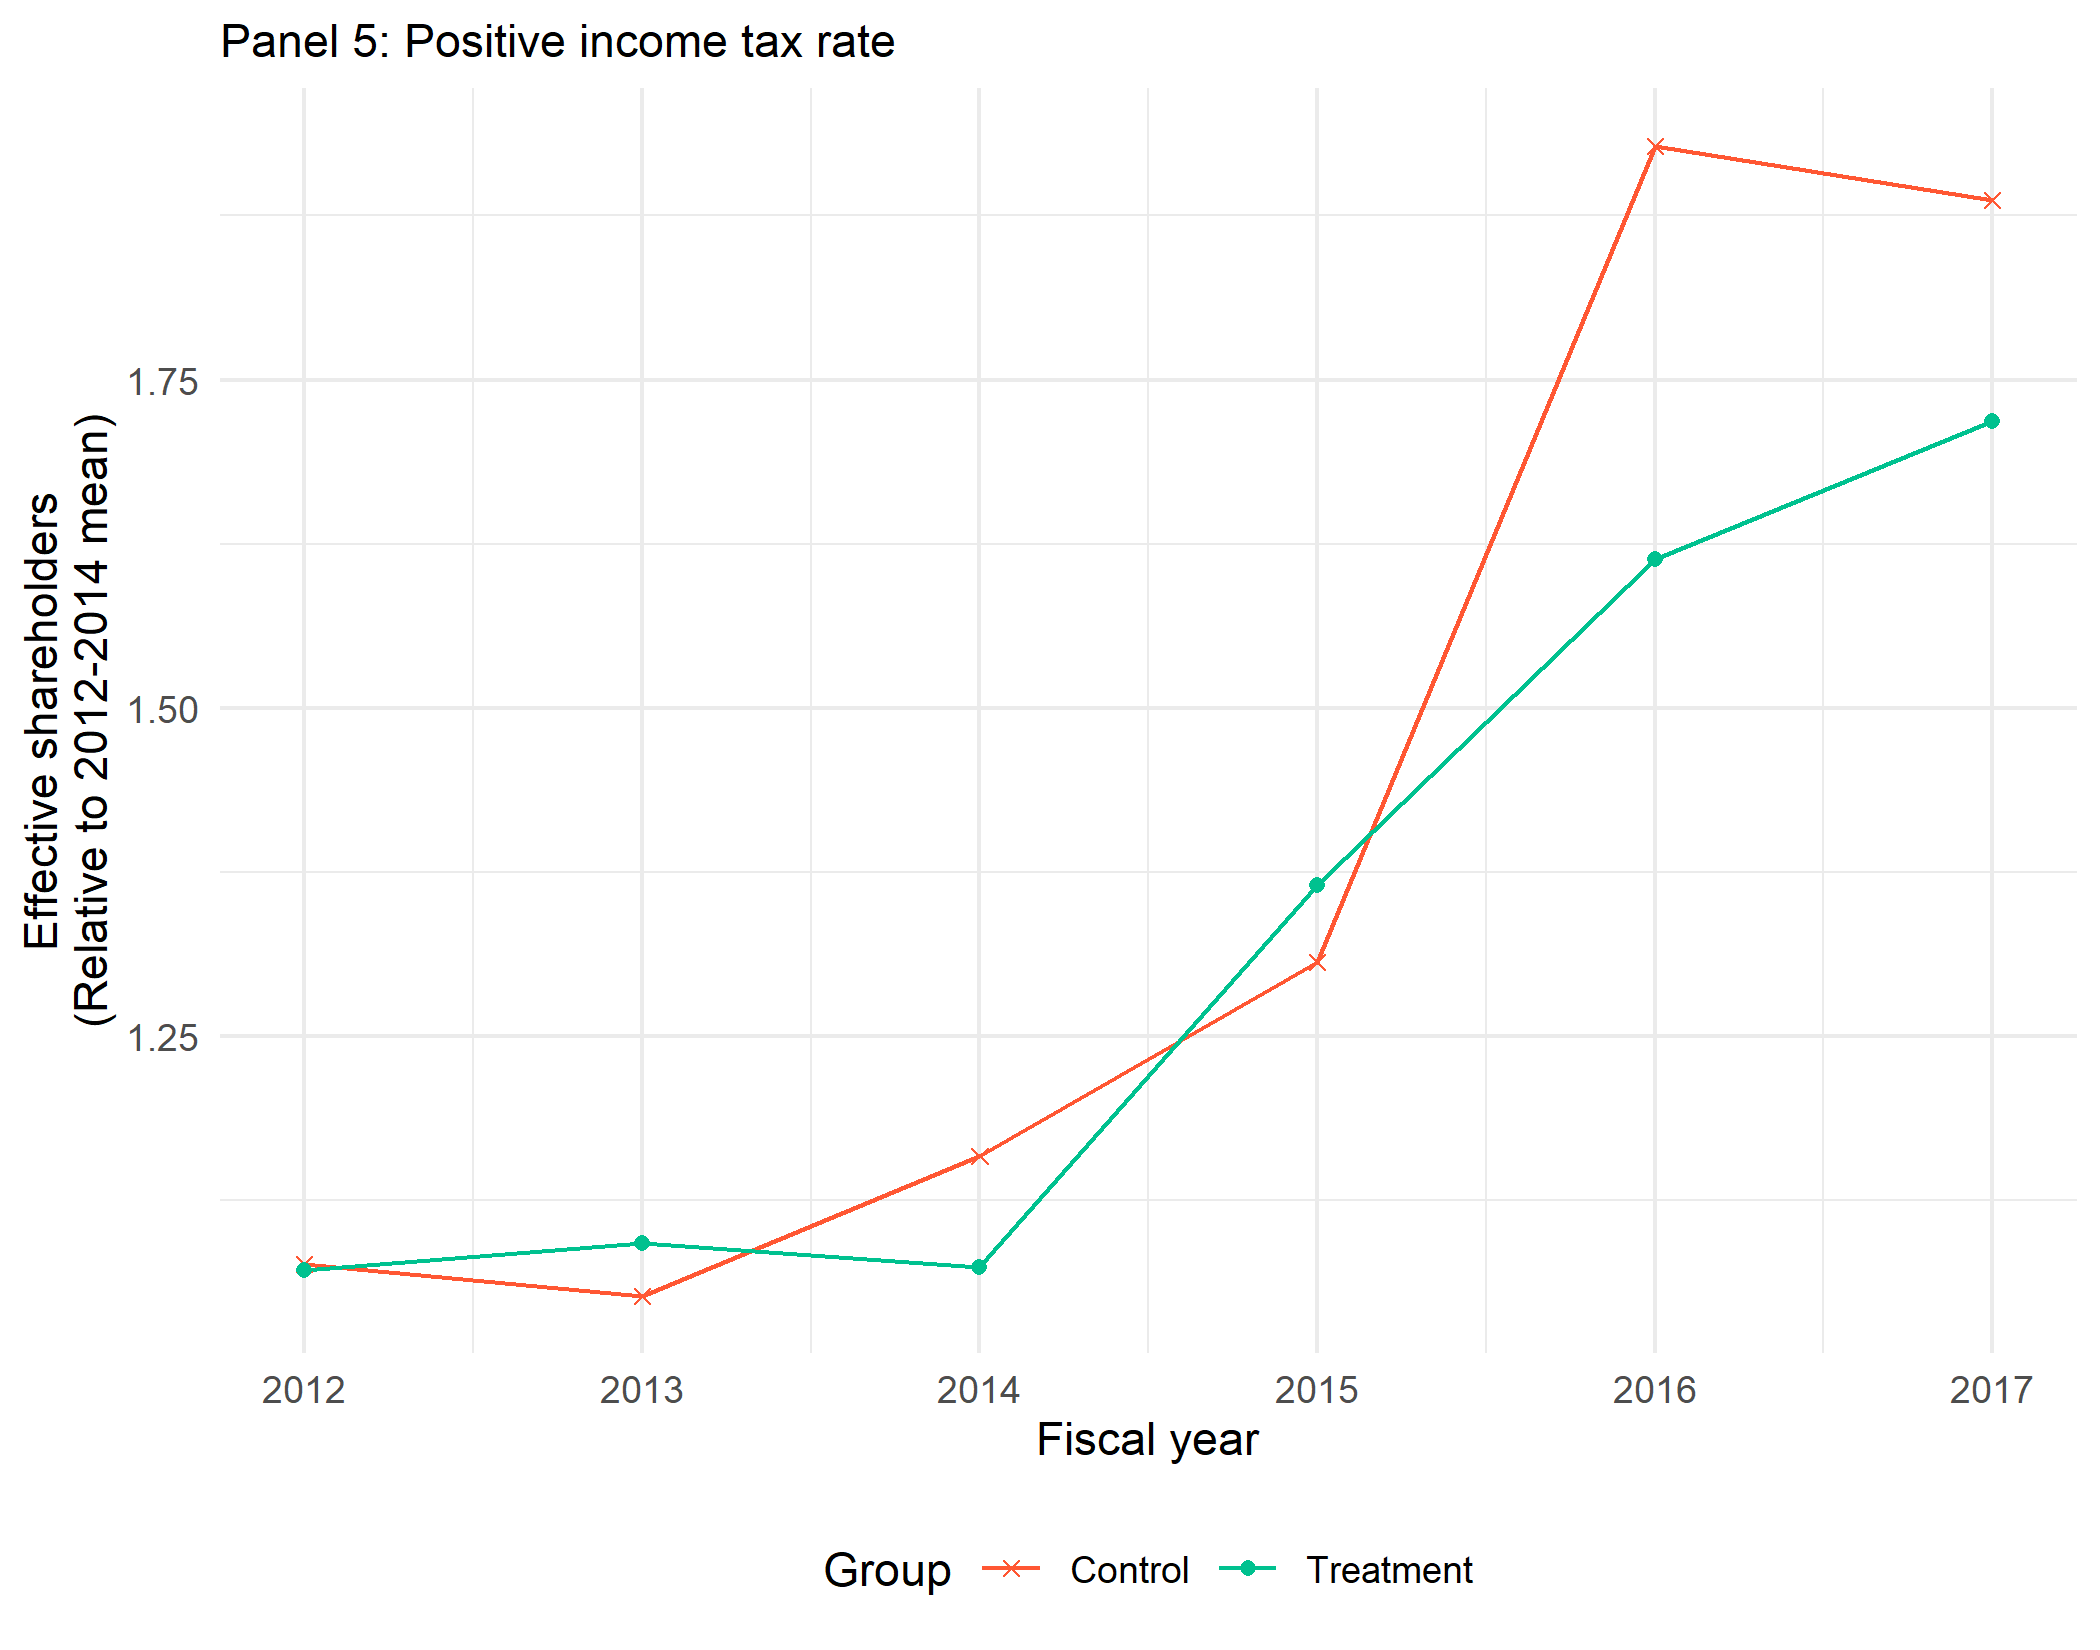 Panel 5: Positive income tax rate
Effective shareholders
(Relative to 2012-2014 mean)
1.75
1.50
1.25
2012 2013 2014 2015 2016 2017
Fiscal year
Group Control Treatment